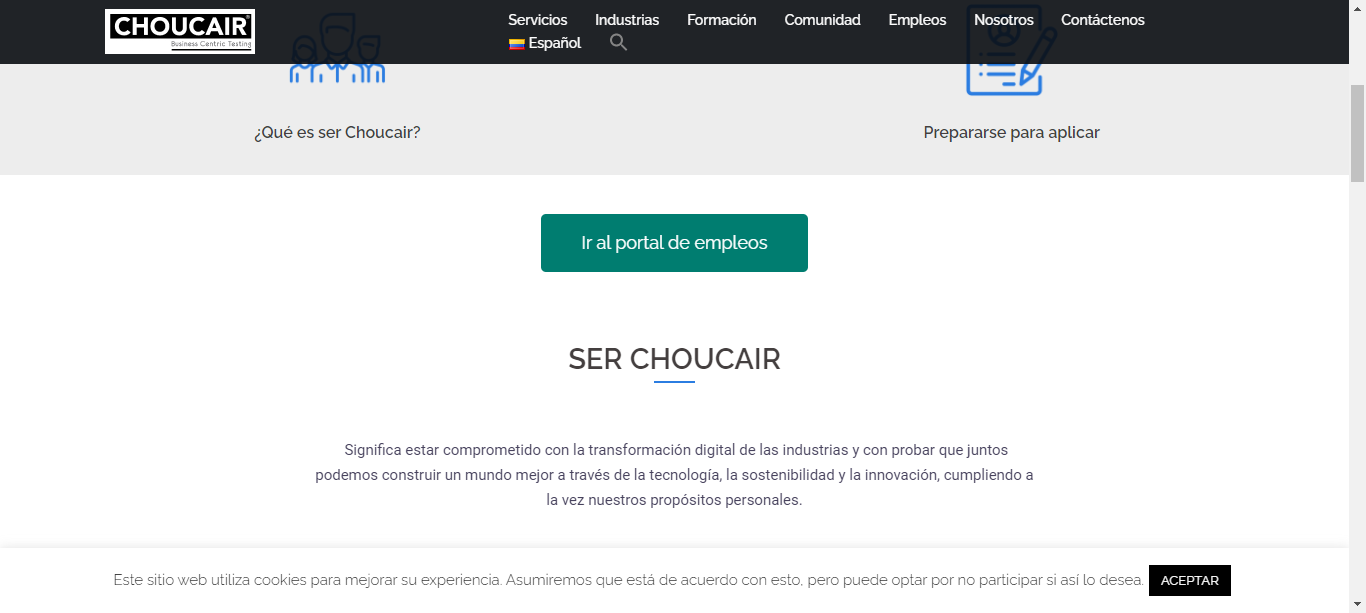 CHOUCAIR®
Business Centric Testing
Servicios Industrias Formación Comunidad Empleos Nosotros Contáctenos
Español
¿Qué es ser Choucair? Prepararse para aplicar
Ir al portal de empleos
SER CHOUCAIR
Significa estar comprometido con la transformación digital de las industrias y con probar que juntos
podemos construir un mundo mejor a través de la tecnología, la sostenibilidad y la innovación, cumpliendo a
la vez nuestros propósitos personales.
Este sitio web utiliza cookies para mejorar su experiencia. Asumiremos que está de acuerdo con esto, pero puede optar por no participar si así lo desea. ACEPTAR